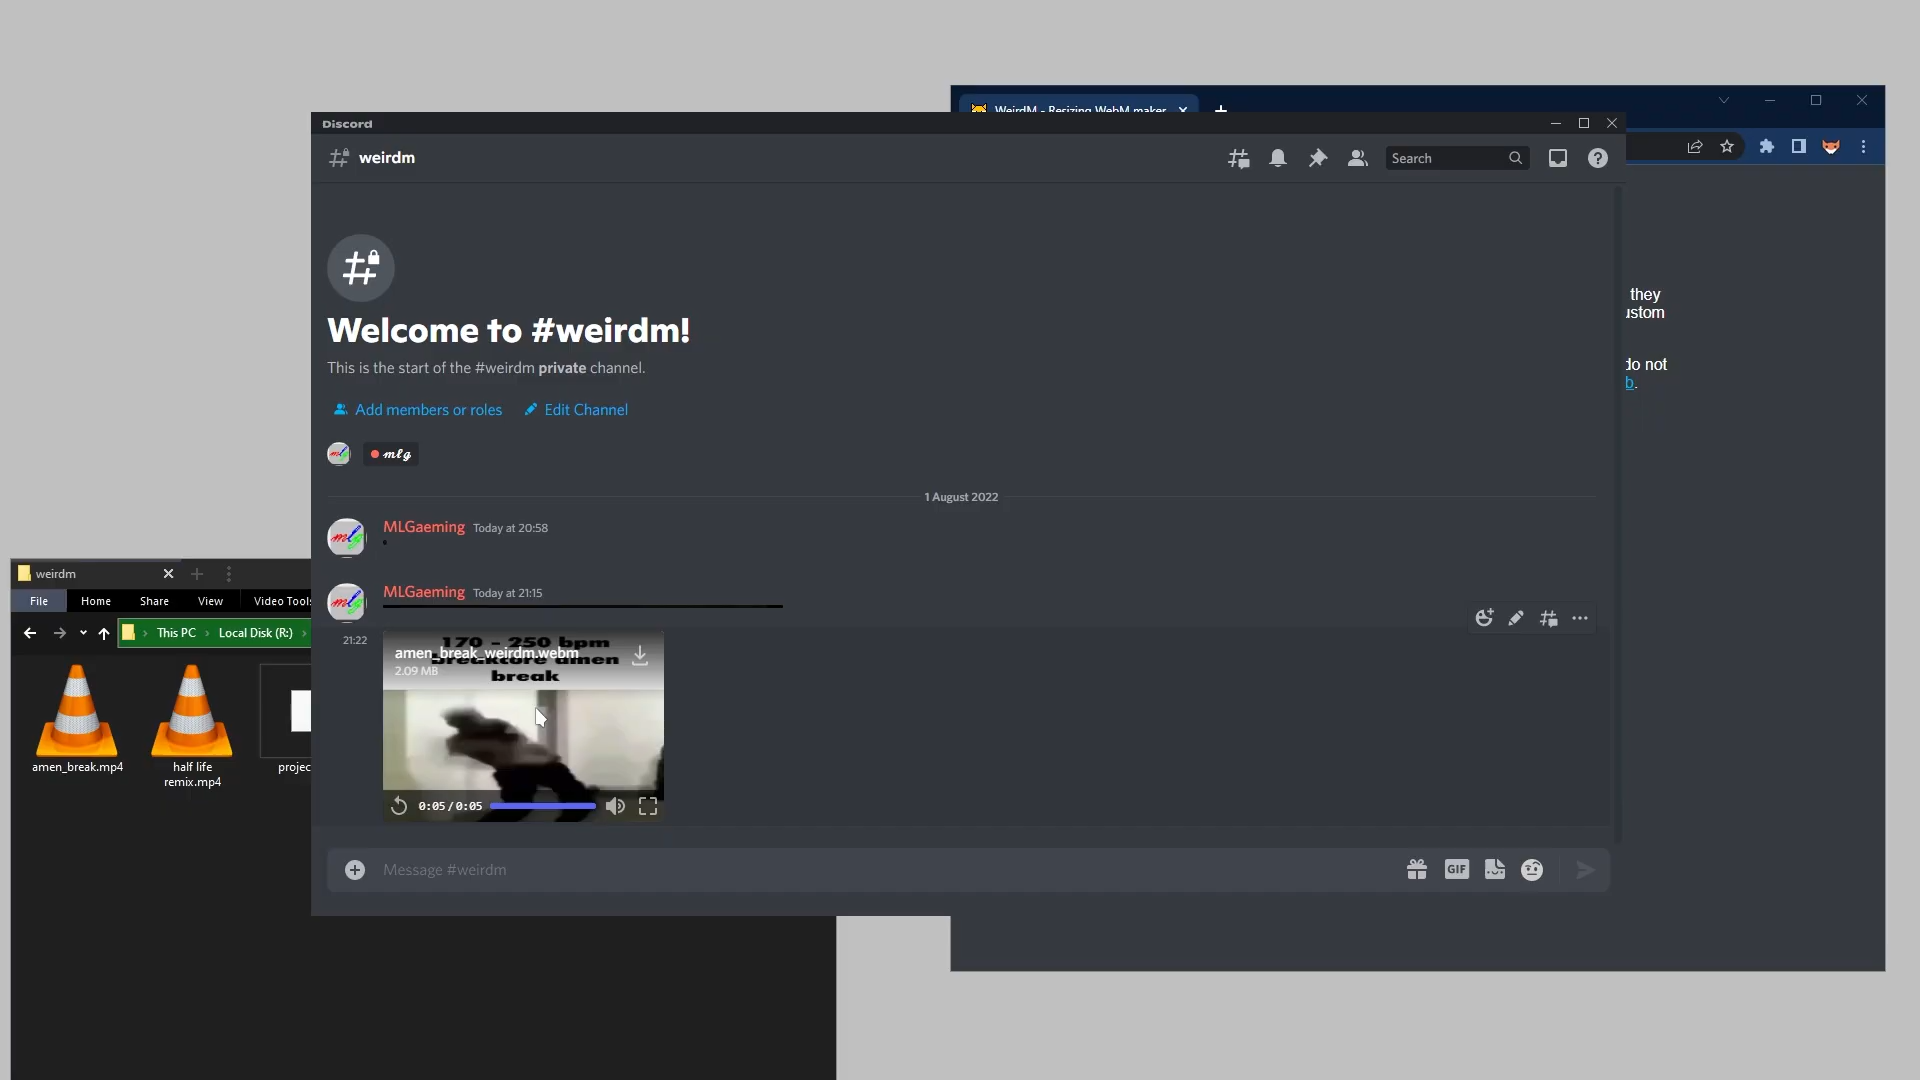 WeirdM - Resizing WebM maker
Discord
weirdm
Search
they
ustom
do not
b.
Welcome to #weirdm!
This is the start of the #weirdm private channel.
Add members or roles
Edit Channel
mlg
1 August 2022
MLGaeming Today at 20:58
MLGaeming Today at 21:15
21:22
170 - 250 bpm
breakcore amen
break
amen_break_weirdm.webm
2.09 MB
0:05/0:05
Message #weirdm
GIF
weirdm
File
Home
Share
View
Video Tools
This PC
Local Disk (R:)
amen_break.mp4
half life
remix.mp4
projec